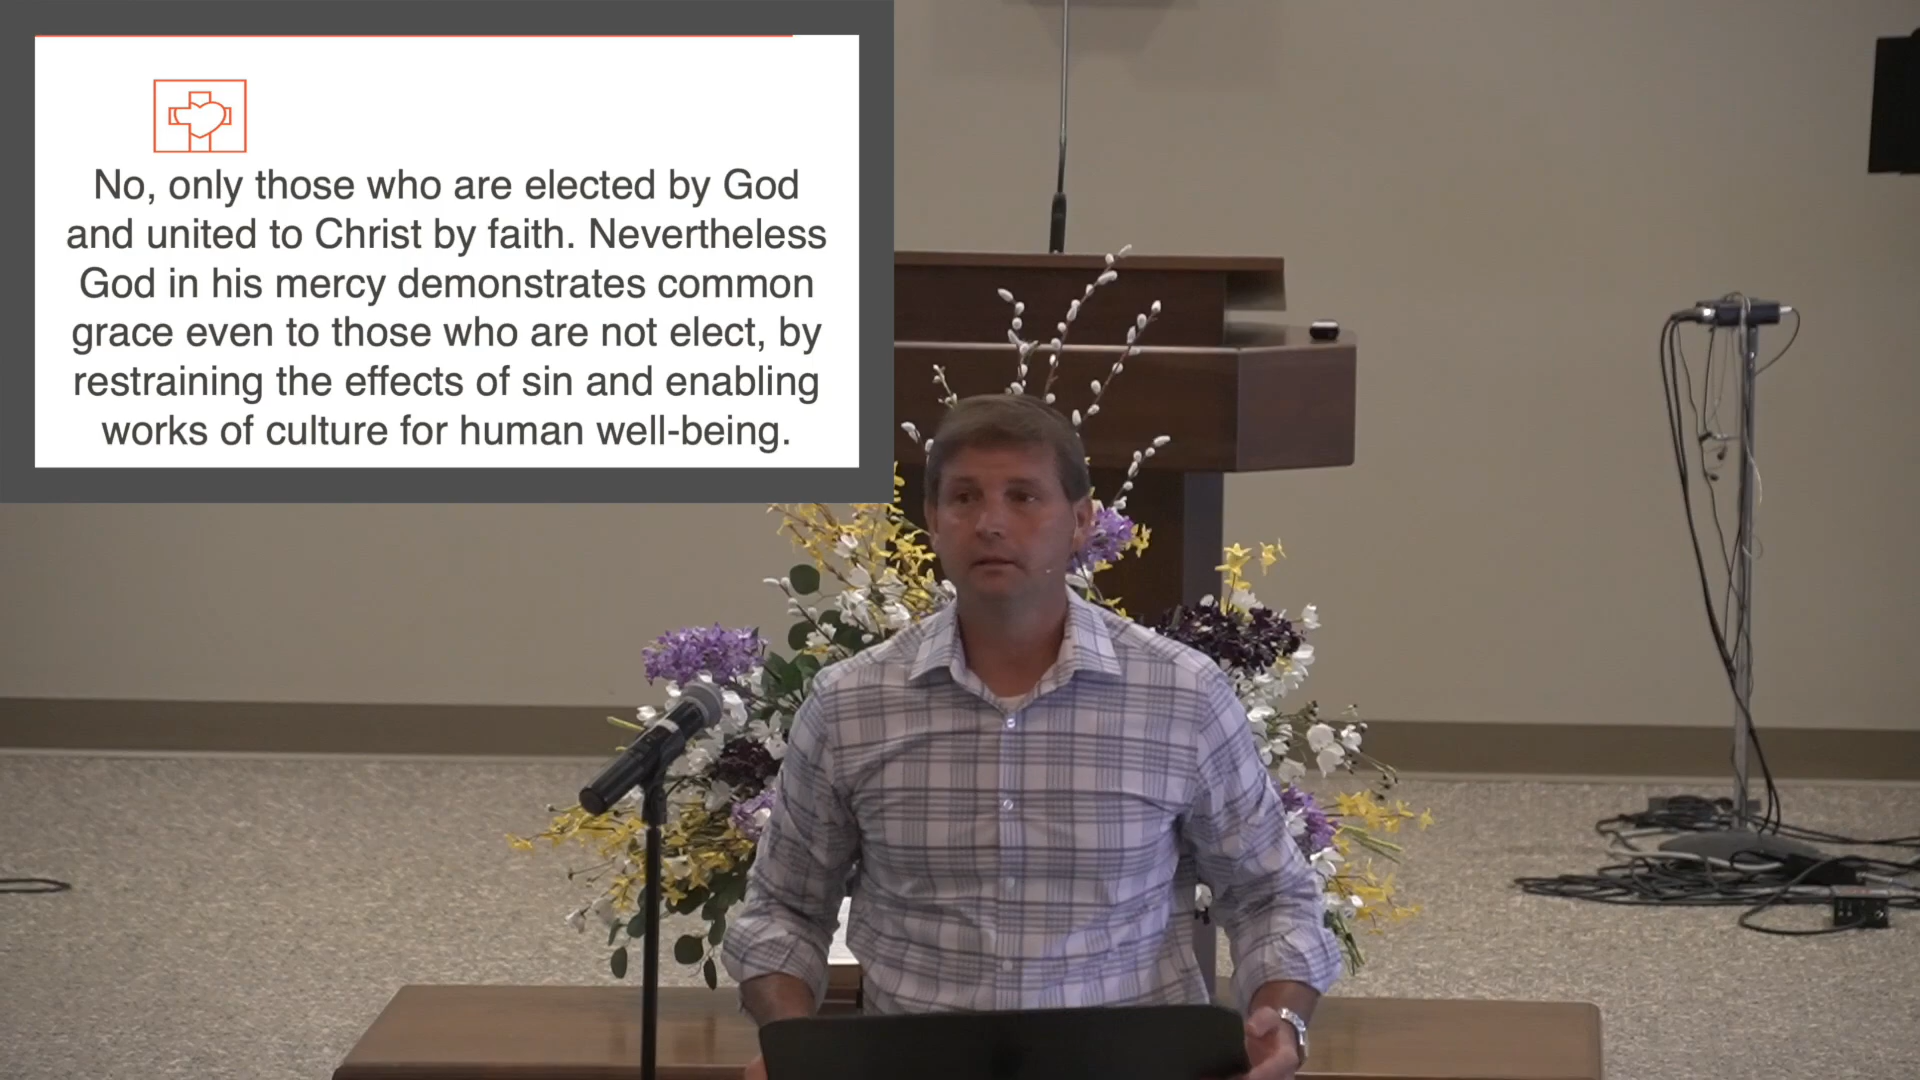 No, only those who are elected by God
and united to Christ by faith. Nevertheless
God in his mercy demonstrates common
grace even to those who are not elect, by
restraining the effects of sin and enabling
works of culture for human well-being.